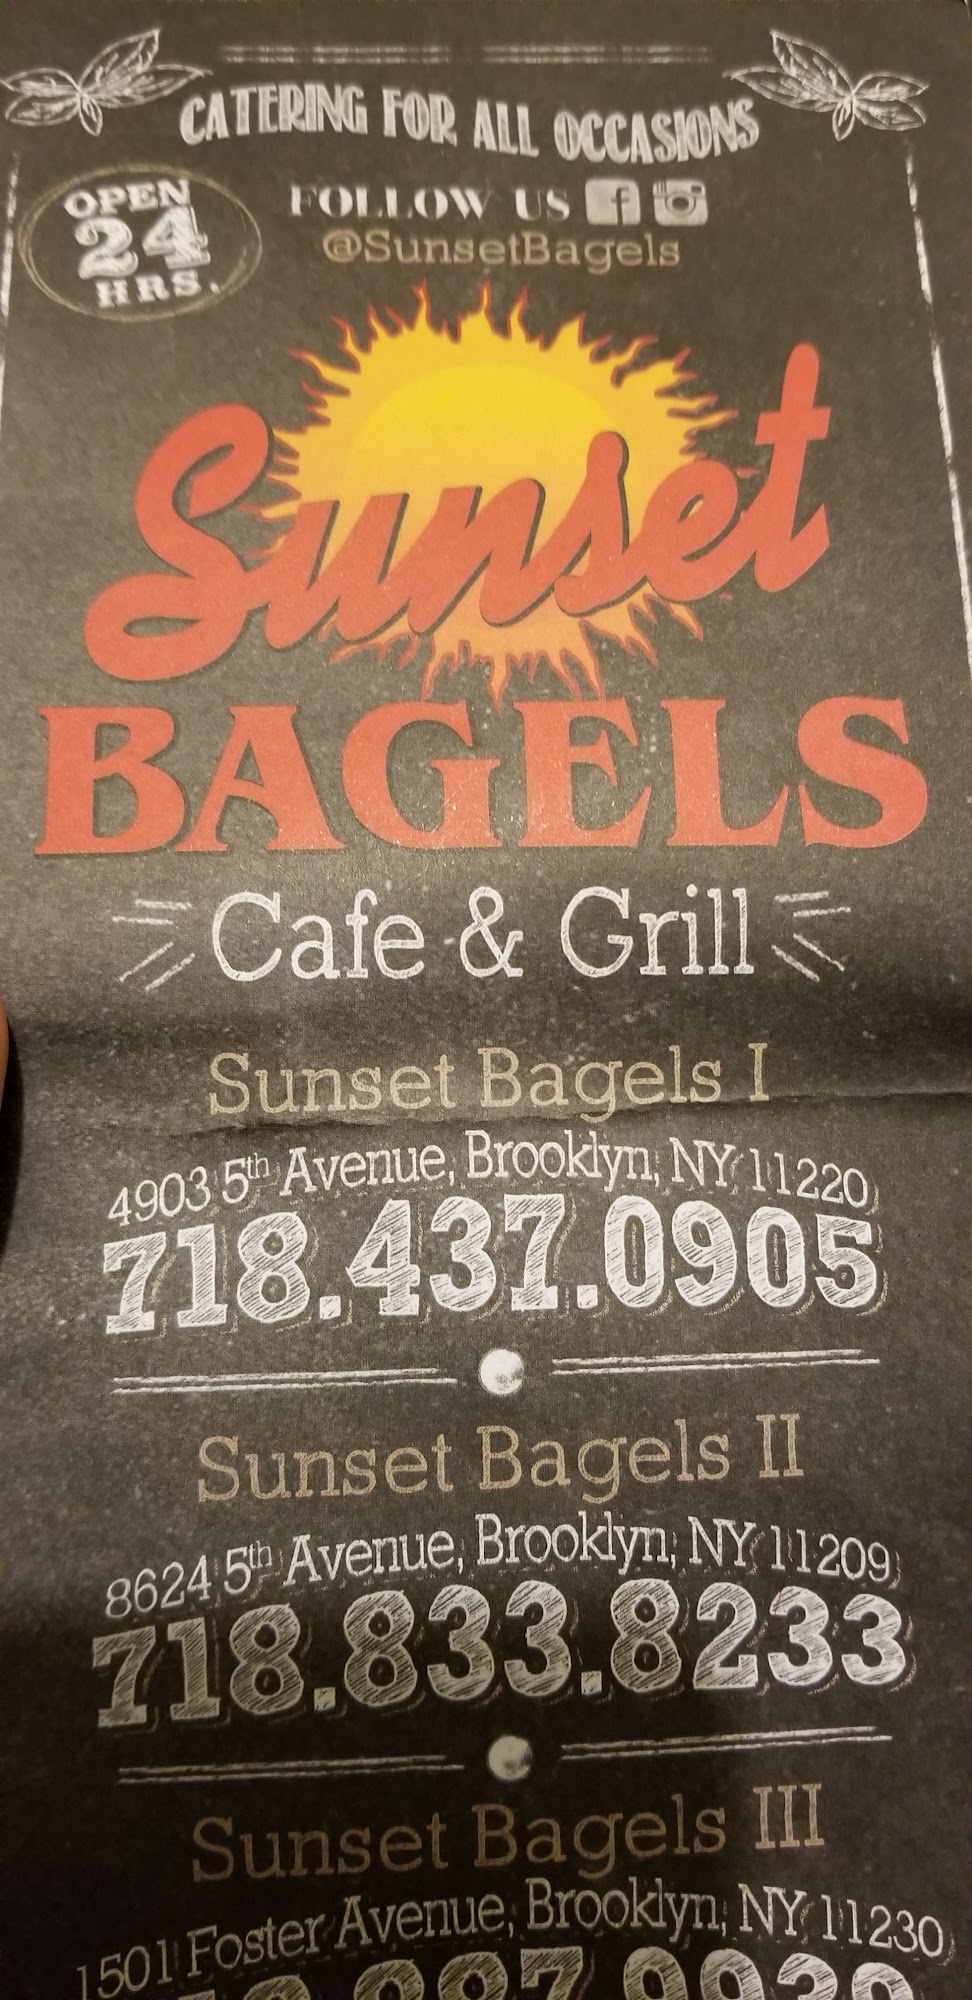 CATERING FOR ALL OCCASIONS
OPEN
24
HRS.
FOLLOW US
@SunsetBagels
Sunset
BAGELS
Cafe & Grill
Sunset Bagels I
4903 5th Avenue, Brooklyn, NY 11220
718.437.0905
Sunset Bagels II
8624 5th Avenue, Brooklyn, NY 11209
718.833.8233
Sunset Bagels III
1501 Foster Avenue, Brooklyn, NY 11230